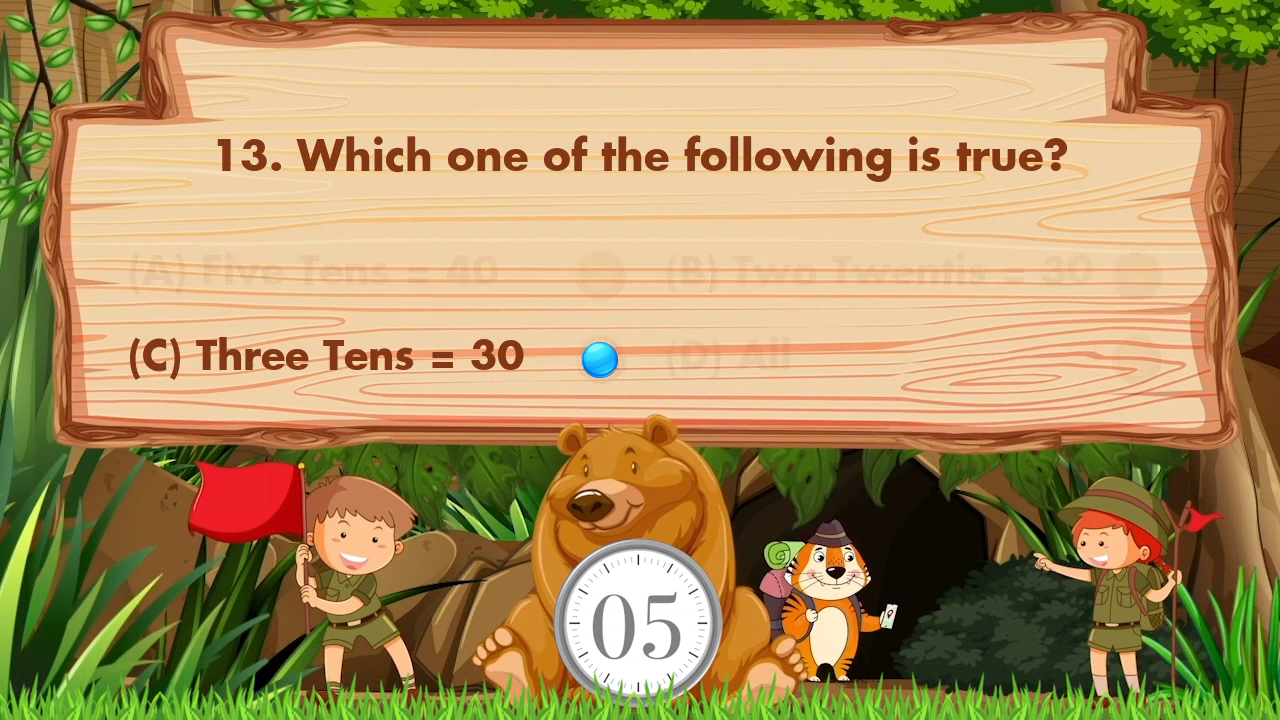 13. Which one of the following is true?
(A) Five Tens = 40 (B) Two Twentis = 30
(C) Three Tens = 30 (D) All
05